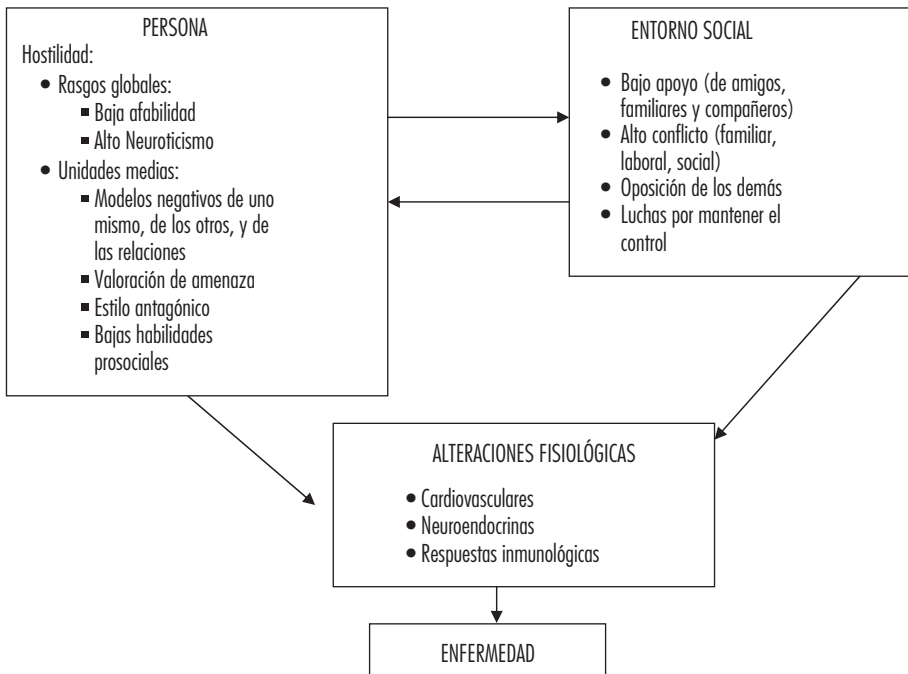 PERSONA
Hostilidad:
● Rasgos globales:
■ Baja afabilidad
■ Alto Neuroticismo
● Unidades medias:
■ Modelos negativos de uno
mismo, de los otros, y de
las relaciones
■ Valoración de amenaza
■ Estilo antagónico
■ Bajas habilidades
prosociales
ENTORNO SOCIAL
● Bajo apoyo (de amigos,
familiares y compañeros)
● Alto conflicto (familiar,
laboral, social)
● Oposición de los demás
● Luchas por mantener el
control
ALTERACIONES FISIOLÓGICAS
● Cardiovasculares
● Neuroendocrinas
● Respuestas inmunológicas
ENFERMEDAD